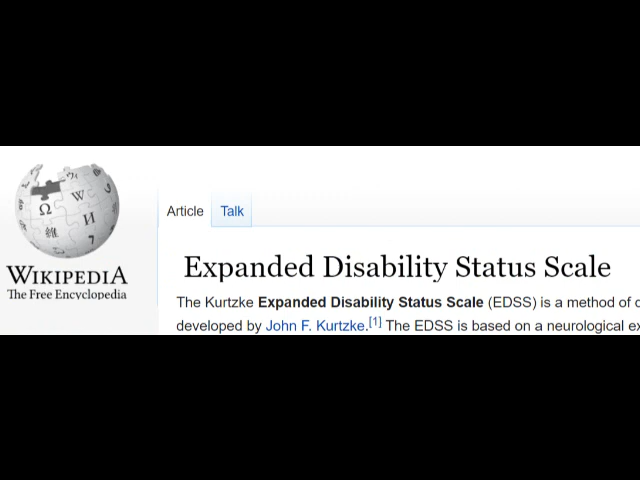 WIKIPEDIA
The Free Encyclopedia
Article Talk
Expanded Disability Status Scale
The Kurtzke Expanded Disability Status Scale (EDSS) is a method of
developed by John F. Kurtzke.[1] The EDSS is based on a neurological